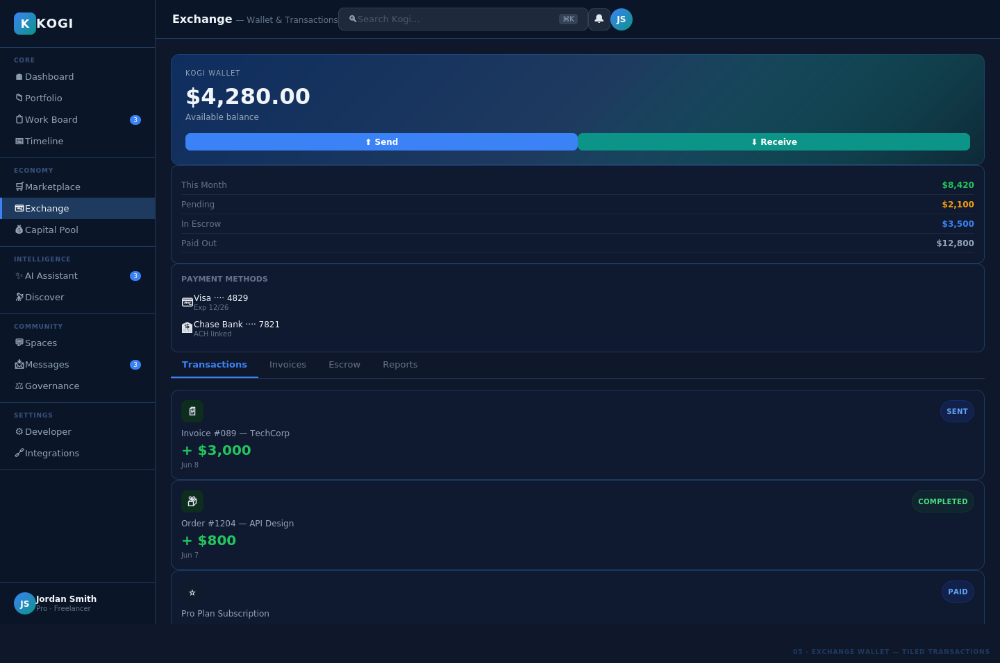 K KOGI
CORE
Dashboard
Portfolio
Work Board 3
Timeline
ECONOMY
Marketplace
Exchange
Capital Pool
INTELLIGENCE
AI Assistant 3
Discover
COMMUNITY
Spaces
Messages 3
Governance
SETTINGS
Developer
Integrations
JS
Jordan Smith
Pro · Freelancer
Exchange — Wallet & Transactions
Search Kogi... ⌘K
JS
KOGI WALLET
$4,280.00
Available balance
⬆ Send
⬇ Receive
This Month $8,420
Pending $2,100
In Escrow $3,500
Paid Out $12,800
PAYMENT METHODS
Visa ···· 4829
Exp 12/26
Chase Bank ···· 7821
ACH linked
Transactions Invoices Escrow Reports
SENT
Invoice #089 — TechCorp
+ $3,000
Jun 8
COMPLETED
Order #1204 — API Design
+ $800
Jun 7
PAID
Pro Plan Subscription
05 · EXCHANGE WALLET — TILED TRANSACTIONS